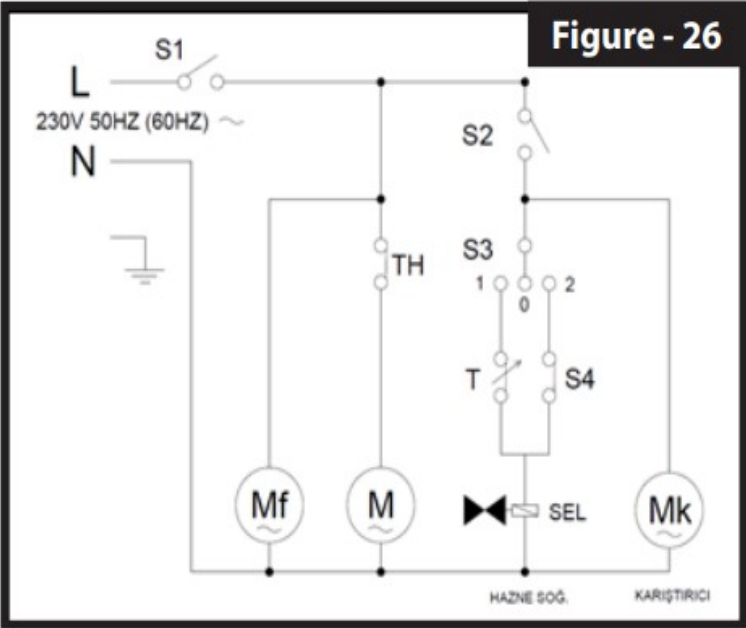 Figure - 26
S1
L
230V 50HZ (60HZ) ~
N
S2
S3
TH
1
0
2
T
S4
Mf
~
M
~
SEL
Mk
~
HAZNE SOĞ.
KARIŞTIRICI